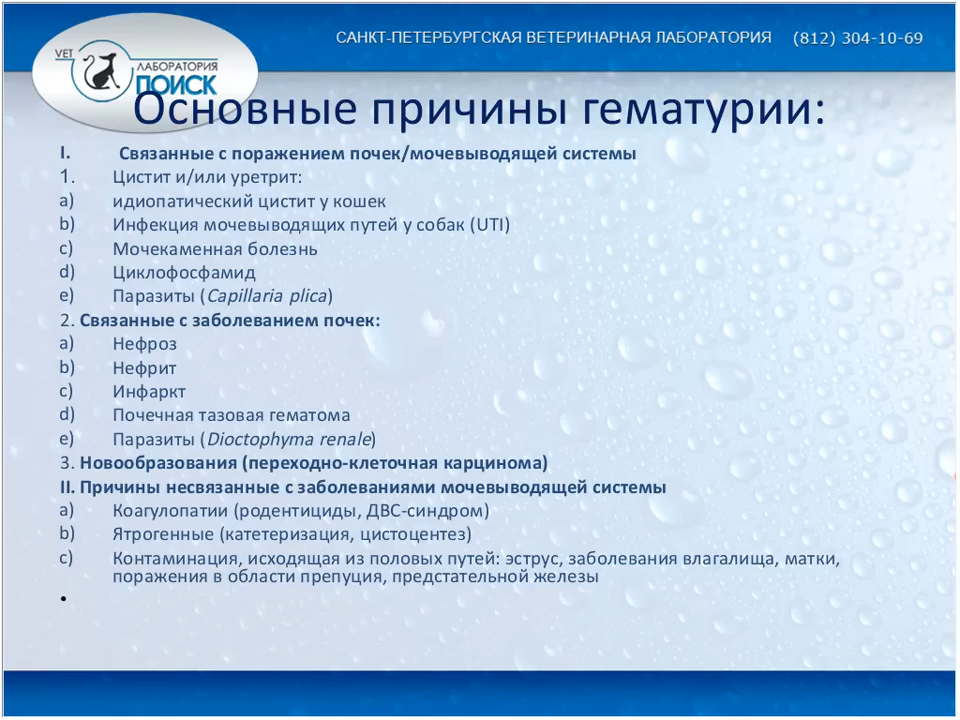 САНКТ-ПЕТЕРБУРГСКАЯ ВЕТЕРИНАРНАЯ ЛАБОРАТОРИЯ (812) 304-10-69
VET
ЛАБОРАТОРИЯ
ПОИСК
Основные причины гематурии:
I. Связанные с поражением почек/мочевыводящей системы
1. Цистит и/или уретрит:
a) идиопатический цистит у кошек
b) Инфекция мочевыводящих путей у собак (UTI)
c) Мочекаменная болезнь
d) Циклофосфамид
e) Паразиты (Capillaria plica)
2. Связанные с заболеванием почек:
a) Нефроз
b) Нефрит
c) Инфаркт
d) Почечная тазовая гематома
e) Паразиты (Dioctophyma renale)
3. Новообразования (переходно-клеточная карцинома)
II. Причины несвязанные с заболеваниями мочевыводящей системы
a) Коагулопатии (родентициды, ДВС-синдром)
b) Ятрогенные (катетеризация, цистоцентез)
c) Контаминация, исходящая из половых путей: эструс, заболевания влагалища, матки,
поражения в области препуция, предстательной железы
•